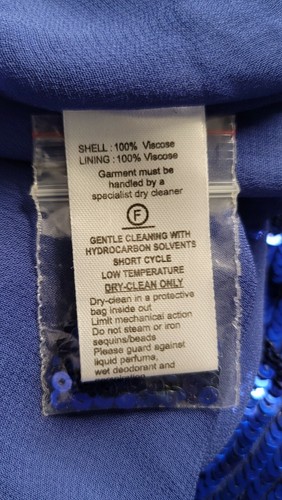 SHELL : 100% Viscose
LINING : 100% Viscose
Garment must be
handled by a
specialist dry cleaner
F
GENTLE CLEANING WITH
HYDROCARBON SOLVENTS
SHORT CYCLE
LOW TEMPERATURE
DRY-CLEAN ONLY
Dry-clean in a protective
bag inside out
Limit mechanical action
Do not steam or iron
sequins/beads
Please guard against
liquid perfume,
wet deodorant and